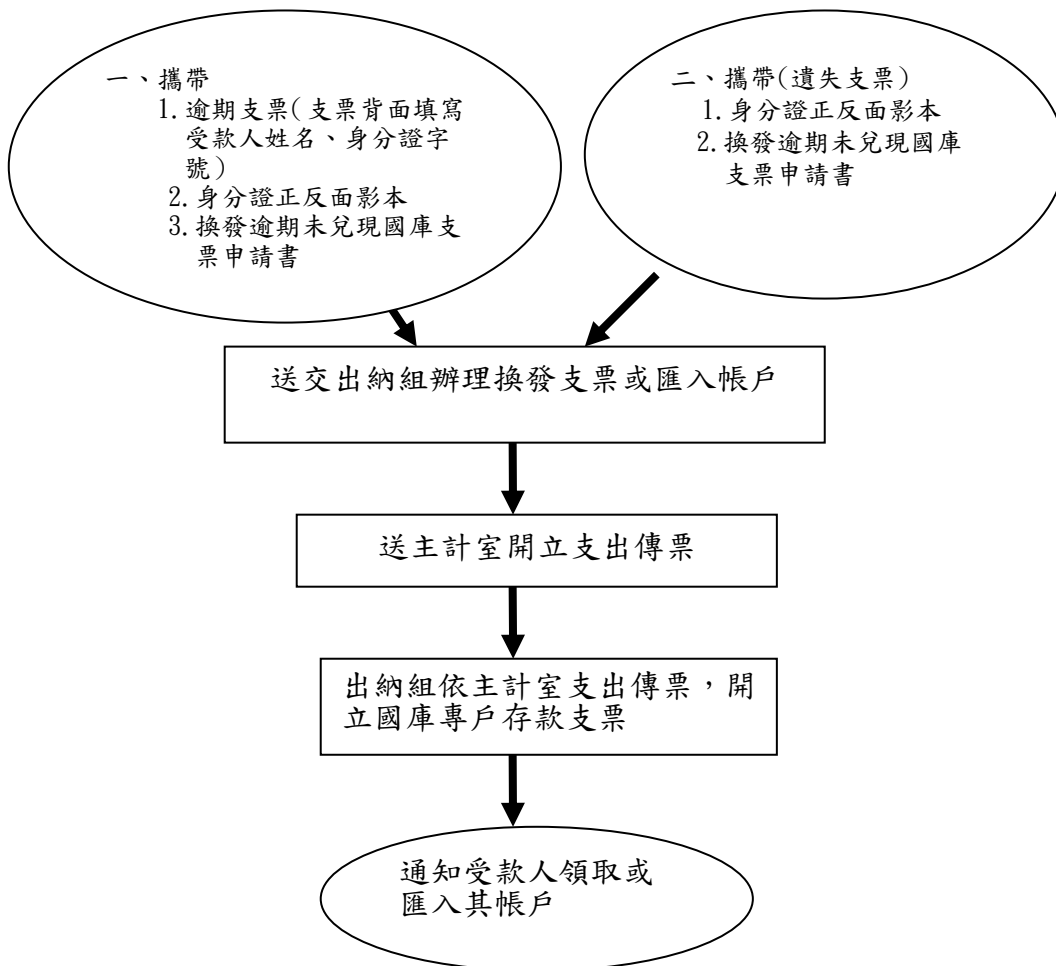 一、攜帶
1.逾期支票(支票背面填寫
受款人姓名、身分證字
號)
2.身分證正反面影本
3.換發逾期未兌現國庫支
票申請書
二、攜帶(遺失支票)
1.身分證正反面影本
2.換發逾期未兌現國庫
支票申請書
送交出納組辦理換發支票或匯入帳戶
送主計室開立支出傳票
出納組依主計室支出傳票，開
立國庫專戶存款支票
通知受款人領取或
匯入其帳戶